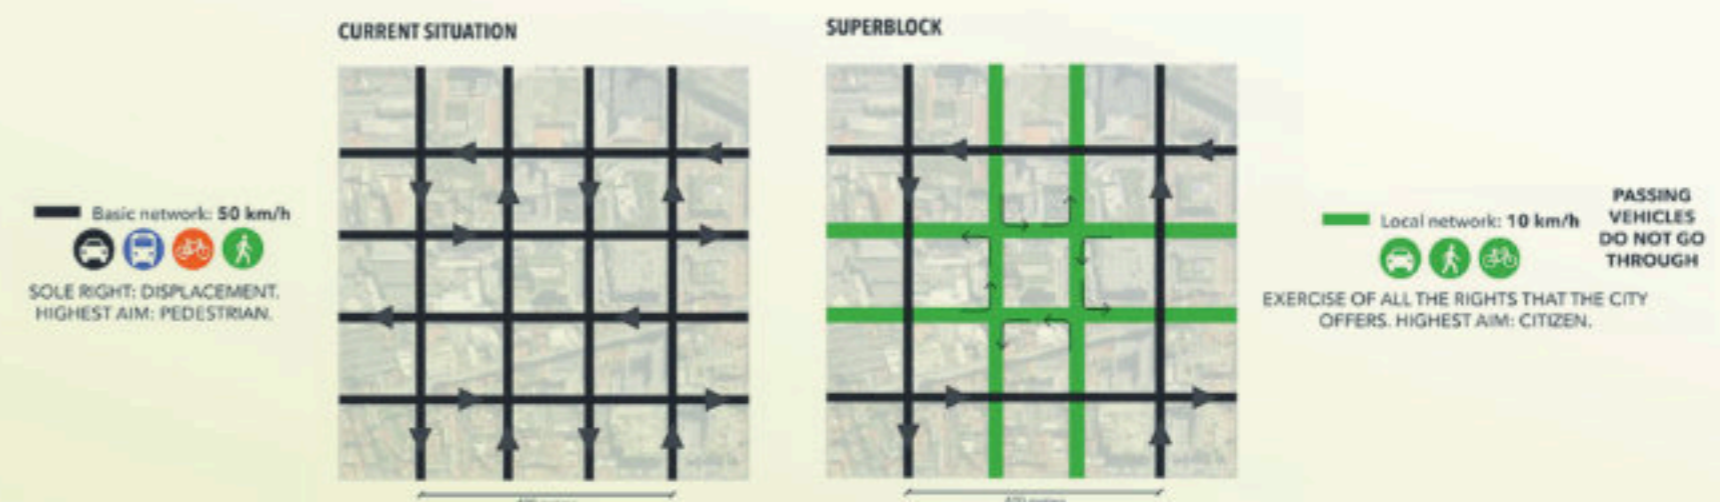 CURRENT SITUATION
SUPERBLOCK
Basic network: 50 km/h
SOLE RIGHT: DISPLACEMENT.
HIGHEST AIM: PEDESTRIAN.
Local network: 10 km/h
EXERCISE OF ALL THE RIGHTS THAT THE CITY
OFFERS. HIGHEST AIM: CITIZEN.
PASSING
VEHICLES
DO NOT GO
THROUGH